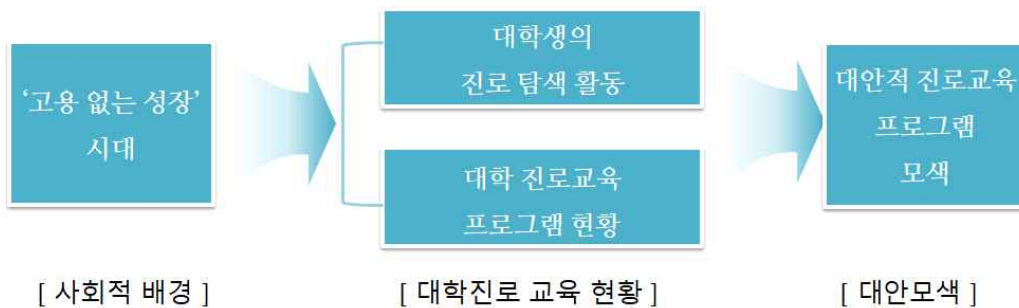 ‘고용 없는 성장’
시대
대학생의
진로 탐색 활동
대학 진로교육
프로그램 현황
대안적 진로교육
프로그램
모색
[ 사회적 배경 ]
[ 대학진로 교육 현황 ]
[ 대안모색 ]